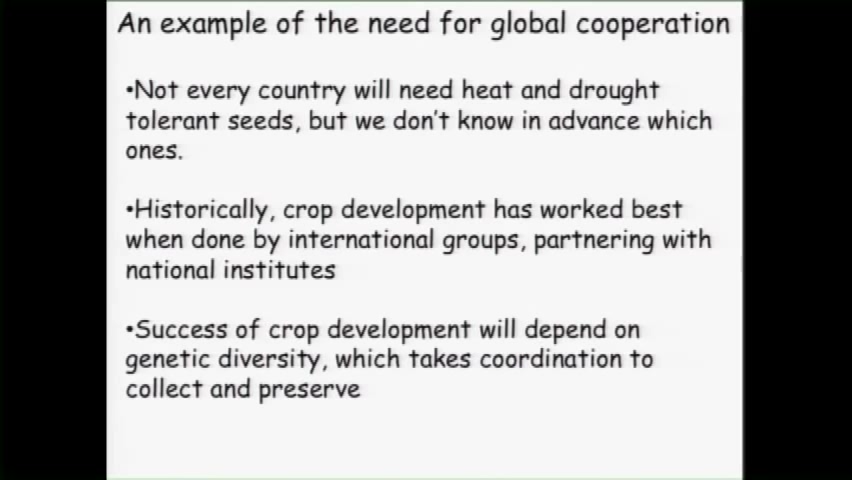 An example of the need for global cooperation
•Not every country will need heat and drought
tolerant seeds, but we don't know in advance which
ones.
•Historically, crop development has worked best
when done by international groups, partnering with
national institutes
•Success of crop development will depend on
genetic diversity, which takes coordination to
collect and preserve